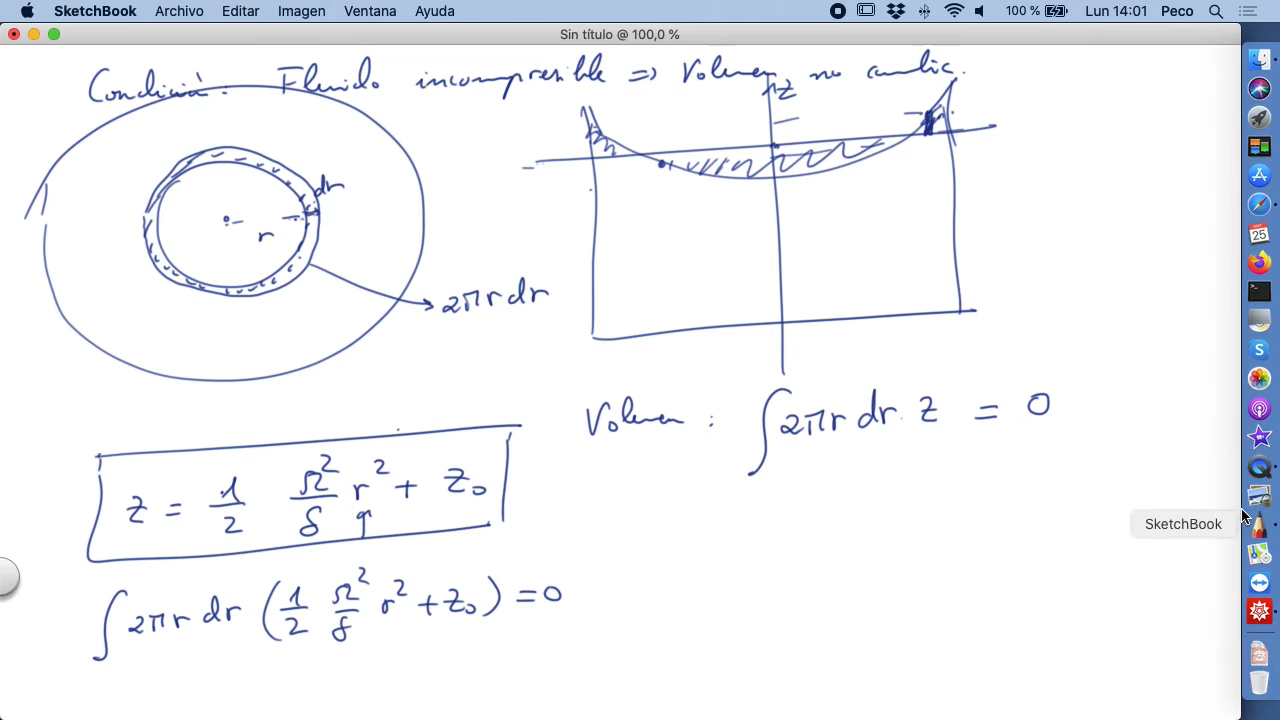 SketchBook Archivo Editar Imagen Ventana Ayuda 100 % Lun 14:01 Peco
Sin título @ 100,0 %
Condición: Fluido incompresible => Volumen no cambia.
z
dr
r
2πr dr
Volumen : ∫2πr dr. z = 0
z = 1/2 Ω²/g r² + z₀
SketchBook
∫2πr dr (1/2 Ω²/g r² + z₀) = 0
MAY
25